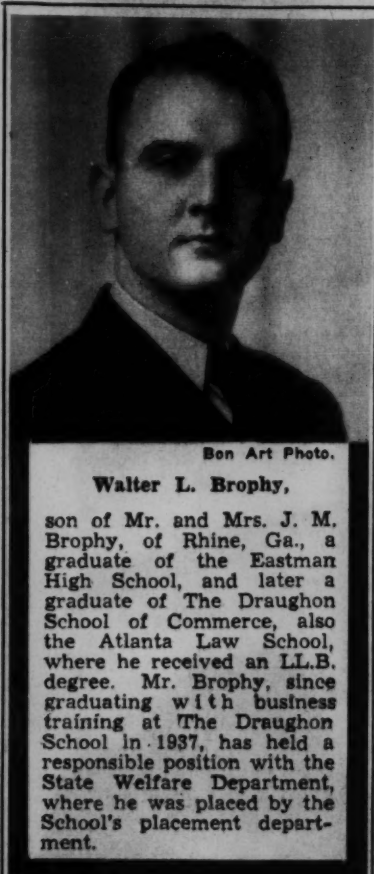 Bon Art Photo.
Walter L. Brophy,
son of Mr. and Mrs. J. M.
Brophy, of Rhine, Ga., a
graduate of the Eastman
High School, and later a
graduate of The Draughon
School of Commerce, also
the Atlanta Law School,
where he received an LL.B.
degree. Mr. Brophy, since
graduating with business
training at The Draughon
School in 1937, has held a
responsible position with the
State Welfare Department,
where he was placed by the
School's placement depart-
ment.